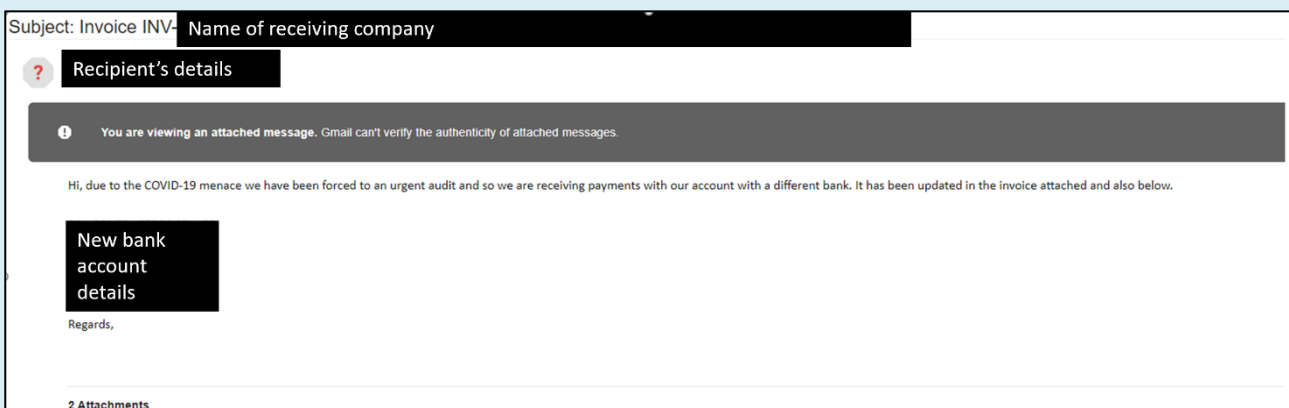 Subject: Invoice INV- Name of receiving company
? Recipient's details
! You are viewing an attached message. Gmail can't verify the authenticity of attached messages.
Hi, due to the COVID-19 menace we have been forced to an urgent audit and so we are receiving payments with our account with a different bank. It has been updated in the invoice attached and also below.
New bank
account
details
Regards,
2 Attachments